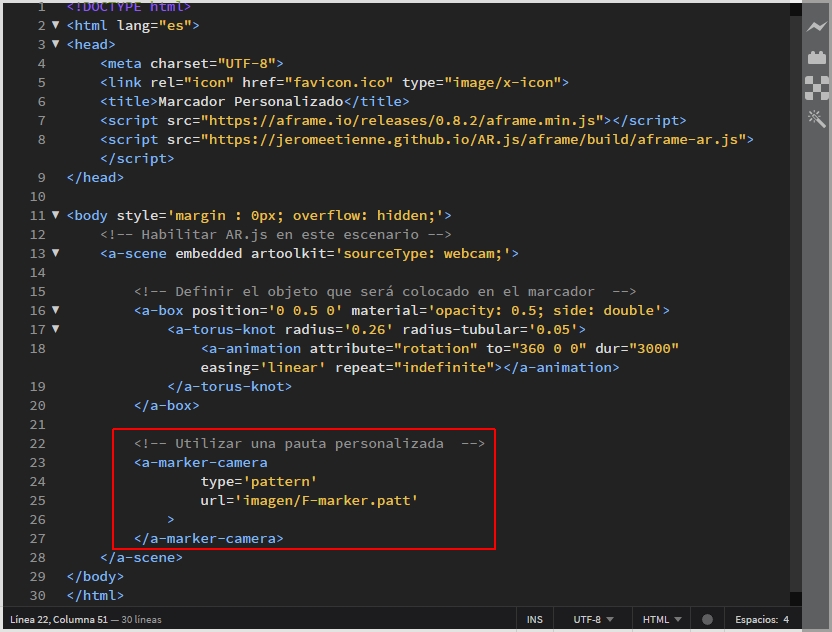 1 <!DOCTYPE html>
2 ▼ <html lang="es">
3 ▼ <head>
4 <meta charset="UTF-8">
5 <link rel="icon" href="favicon.ico" type="image/x-icon">
6 <title>Marcador Personalizado</title>
7 <script src="https://aframe.io/releases/0.8.2/aframe.min.js"></script>
8 <script src="https://jeromeetienne.github.io/AR.js/aframe/build/aframe-ar.js">
</script>
9 </head>
10
11 ▼ <body style='margin : 0px; overflow: hidden;'>
12 <!-- Habilitar AR.js en este escenario -->
13 ▼ <a-scene embedded artoolkit='sourceType: webcam;'>
14
15 <!-- Definir el objeto que será colocado en el marcador  -->
16 ▼ <a-box position='0 0.5 0' material='opacity: 0.5; side: double'>
17 ▼ <a-torus-knot radius='0.26' radius-tubular='0.05'>
18 <a-animation attribute="rotation" to="360 0 0" dur="3000"
easing='linear' repeat="indefinite"></a-animation>
19 </a-torus-knot>
20 </a-box>
21
22 <!-- Utilizar una pauta personalizada  -->
23 <a-marker-camera
24 type='pattern'
25 url='imagen/F-marker.patt'
26 >
27 </a-marker-camera>
28 </a-scene>
29 </body>
30 </html>
Línea 22, Columna 51 — 30 líneas INS UTF-8 ▼ HTML ▼ Espacios: 4